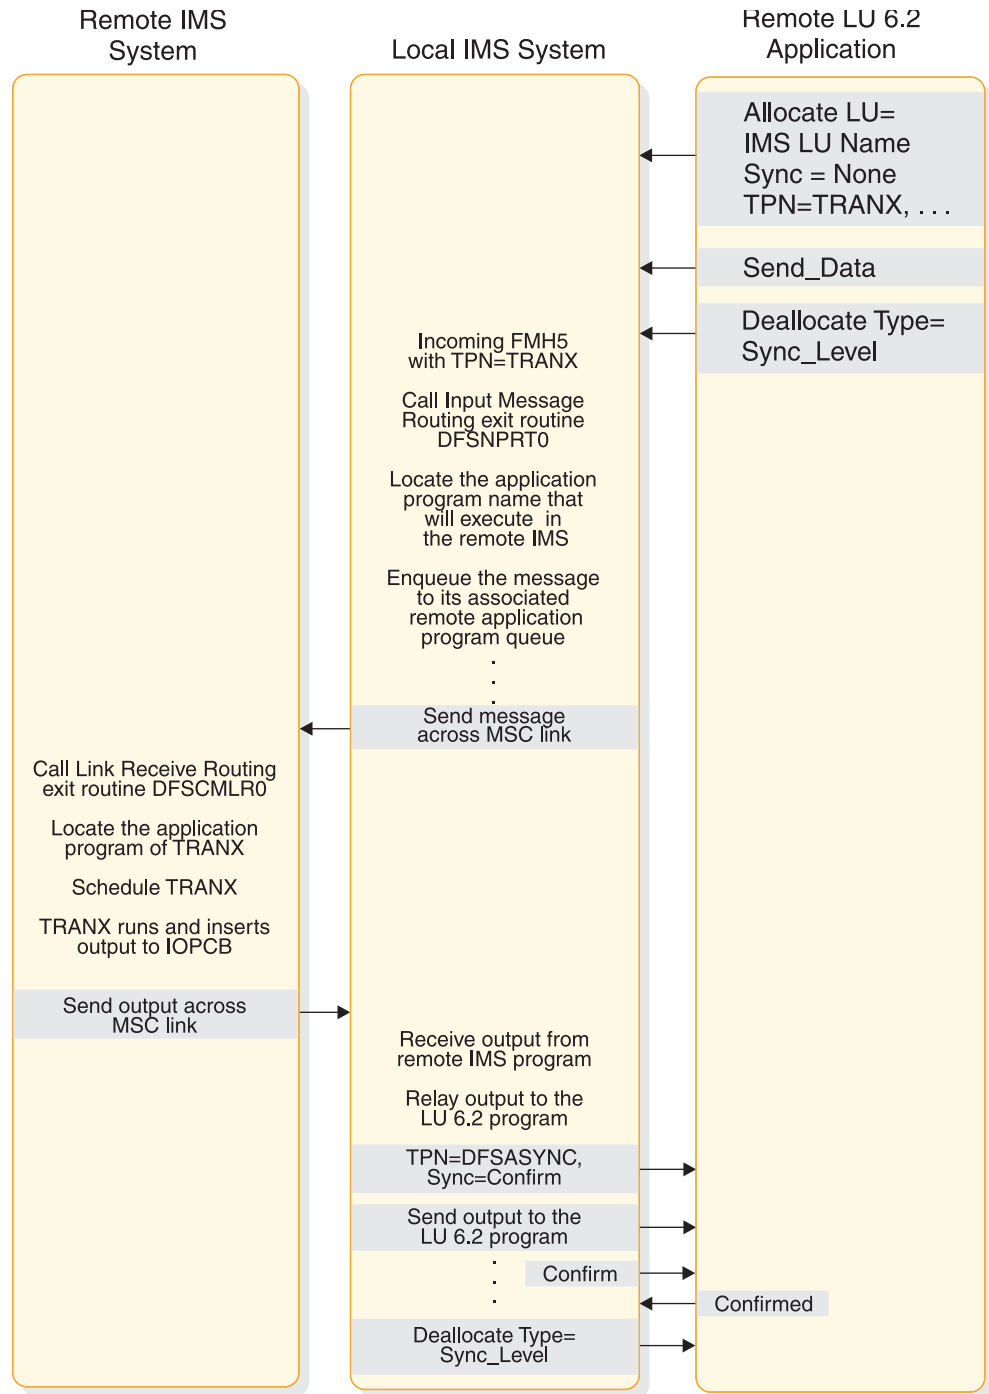 Remote IMS
System
Local IMS System
Remote LU 6.2
Application
Allocate LU=
IMS LU Name
Sync = None
TPN=TRANX, . . .
Send_Data
Deallocate Type=
Sync_Level
Incoming FMH5
with TPN=TRANX
Call Input Message
Routing exit routine
DFSNPRT0
Locate the application
program name that
will execute in
the remote IMS
Enqueue the message
to its associated
remote application
program queue
.
.
.
Send message
across MSC link
Call Link Receive Routing
exit routine DFSCMLR0
Locate the application
program of TRANX
Schedule TRANX
TRANX runs and inserts
output to IOPCB
Send output across
MSC link
Receive output from
remote IMS program
Relay output to the
LU 6.2 program
TPN=DFSASYNC,
Sync=Confirm
Send output to the
LU 6.2 program
.
.
.
Confirm
Confirmed
Deallocate Type=
Sync_Level